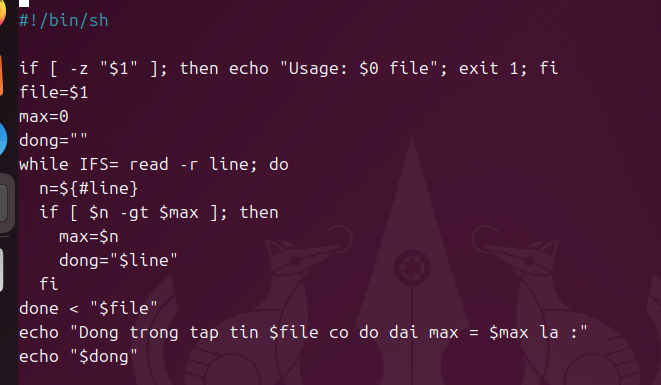 #!/bin/sh

if [ -z "$1" ]; then echo "Usage: $0 file"; exit 1; fi
file=$1
max=0
dong=""
while IFS= read -r line; do
  n=${#line}
  if [ $n -gt $max ]; then
    max=$n
    dong="$line"
  fi
done < "$file"
echo "Dong trong tap tin $file co do dai max = $max la :"
echo "$dong"